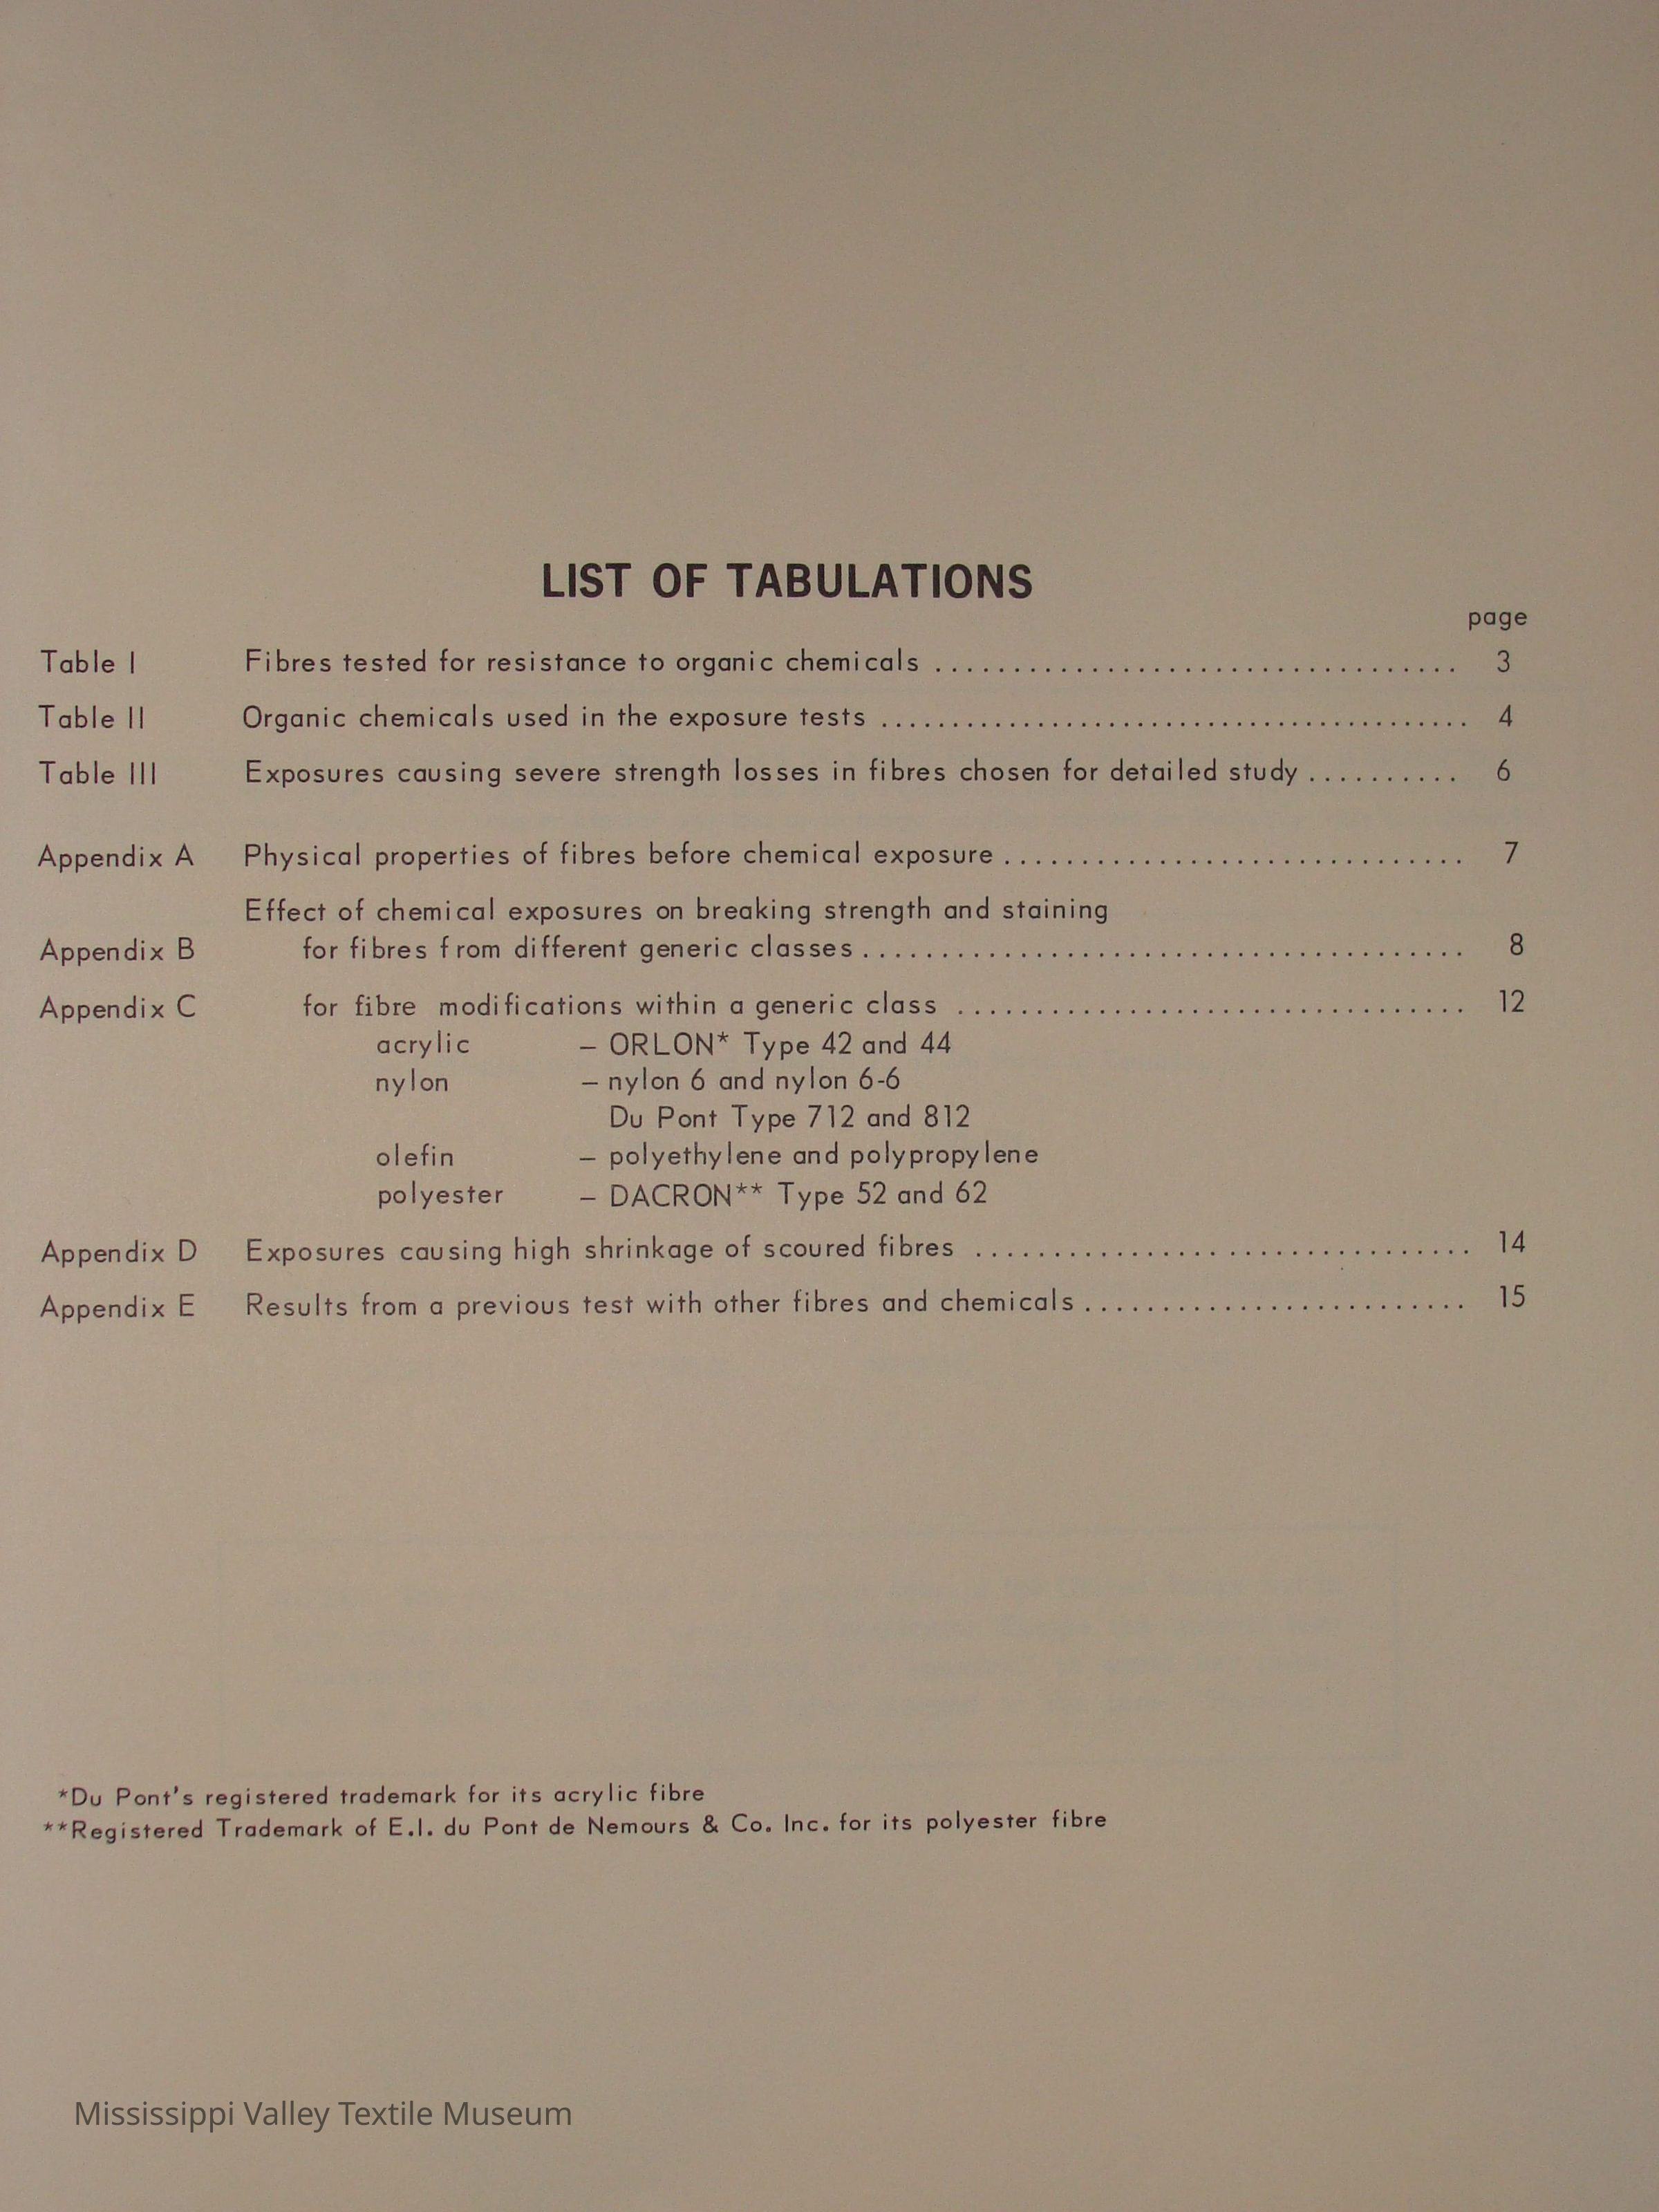 LIST OF TABULATIONS
page
Table I Fibres tested for resistance to organic chemicals .................................. 3
Table II Organic chemicals used in the exposure tests ...................................... 4
Table III Exposures causing severe strength losses in fibres chosen for detailed study .......... 6
Appendix A Physical properties of fibres before chemical exposure .............................. 7
Effect of chemical exposures on breaking strength and staining
Appendix B for fibres from different generic classes ....................................... 8
Appendix C for fibre modifications within a generic class ................................. 12
acrylic – ORLON* Type 42 and 44
nylon – nylon 6 and nylon 6-6
Du Pont Type 712 and 812
olefin – polyethylene and polypropylene
polyester – DACRON** Type 52 and 62
Appendix D Exposures causing high shrinkage of scoured fibres ................................ 14
Appendix E Results from a previous test with other fibres and chemicals ......................... 15
*Du Pont's registered trademark for its acrylic fibre
**Registered Trademark of E.I. du Pont de Nemours & Co. Inc. for its polyester fibre
Mississippi Valley Textile Museum